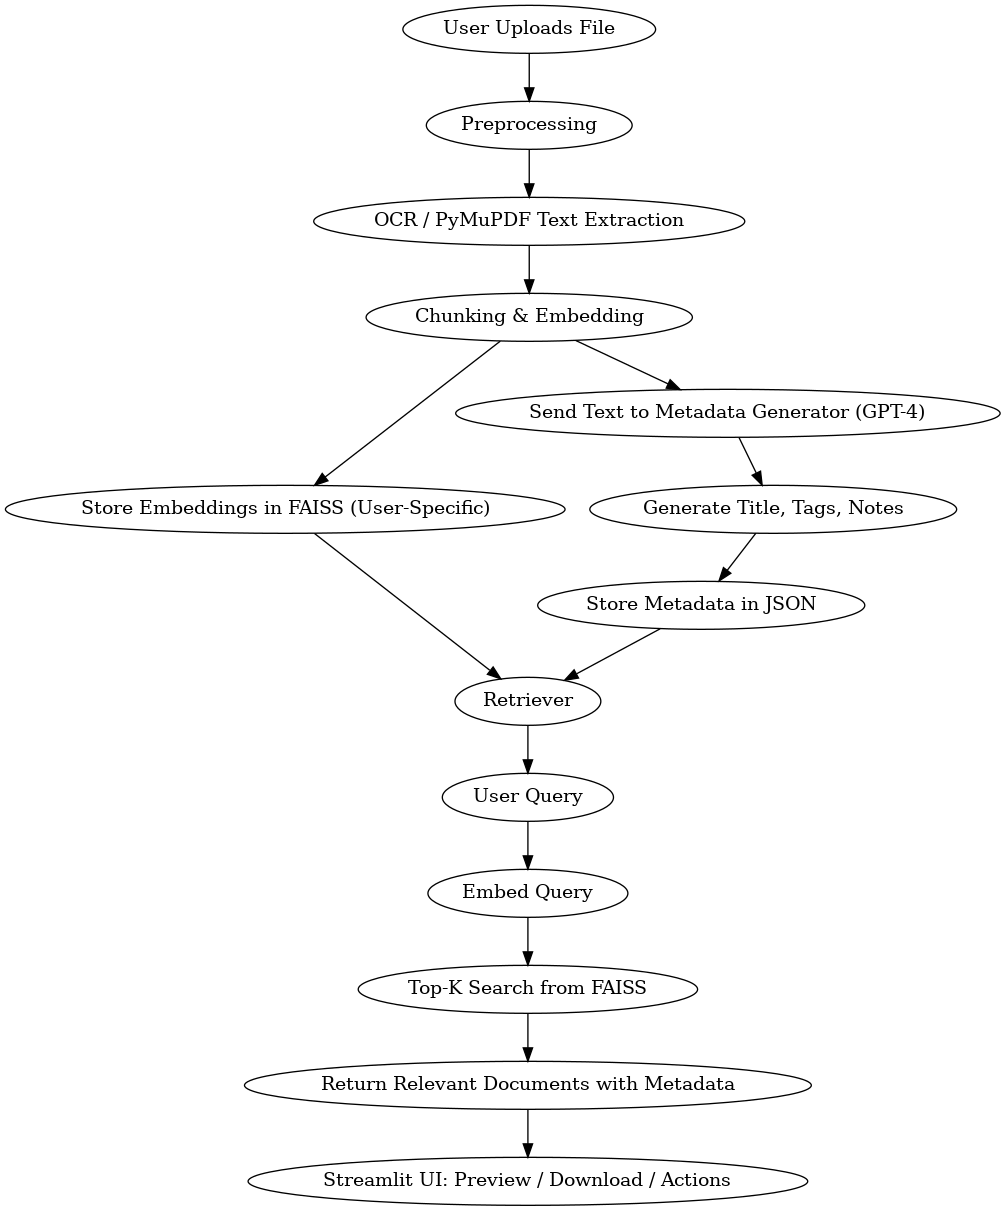 User Uploads File
Preprocessing
OCR / PyMuPDF Text Extraction
Chunking & Embedding
Send Text to Metadata Generator (GPT-4)
Store Embeddings in FAISS (User-Specific)
Generate Title, Tags, Notes
Store Metadata in JSON
Retriever
User Query
Embed Query
Top-K Search from FAISS
Return Relevant Documents with Metadata
Streamlit UI: Preview / Download / Actions